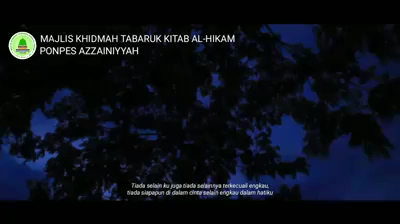 MAJLIS KHIDMAH TABARUK KITAB AL-HIKAM
PONPES AZZAINIYYAH
Tiada selain ku juga tiada selainnya terkecuali engkau,
tiada siapapun di dalam cinta selain engkau dalam hatiku